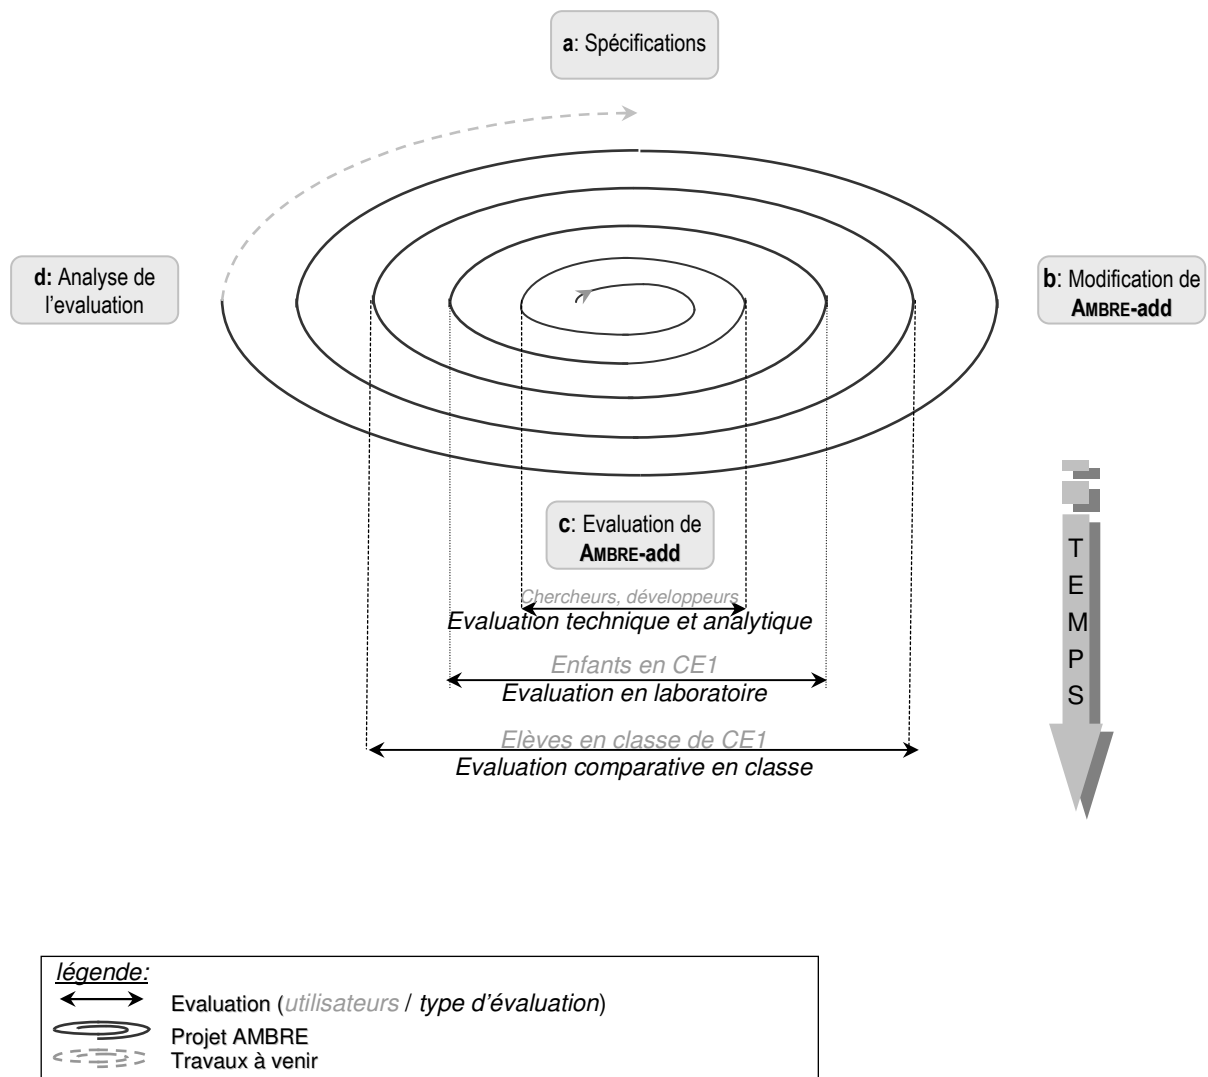 a: Spécifications
d: Analyse de
l'evaluation
b: Modification de
AMBRE-add
c: Evaluation de
AMBRE-add
Chercheurs, développeurs
Evaluation technique et analytique
Enfants en CE1
Evaluation en laboratoire
Elèves en classe de CE1
Evaluation comparative en classe
T
E
M
P
S
légende:
Evaluation (utilisateurs / type d'évaluation)
Projet AMBRE
Travaux à venir